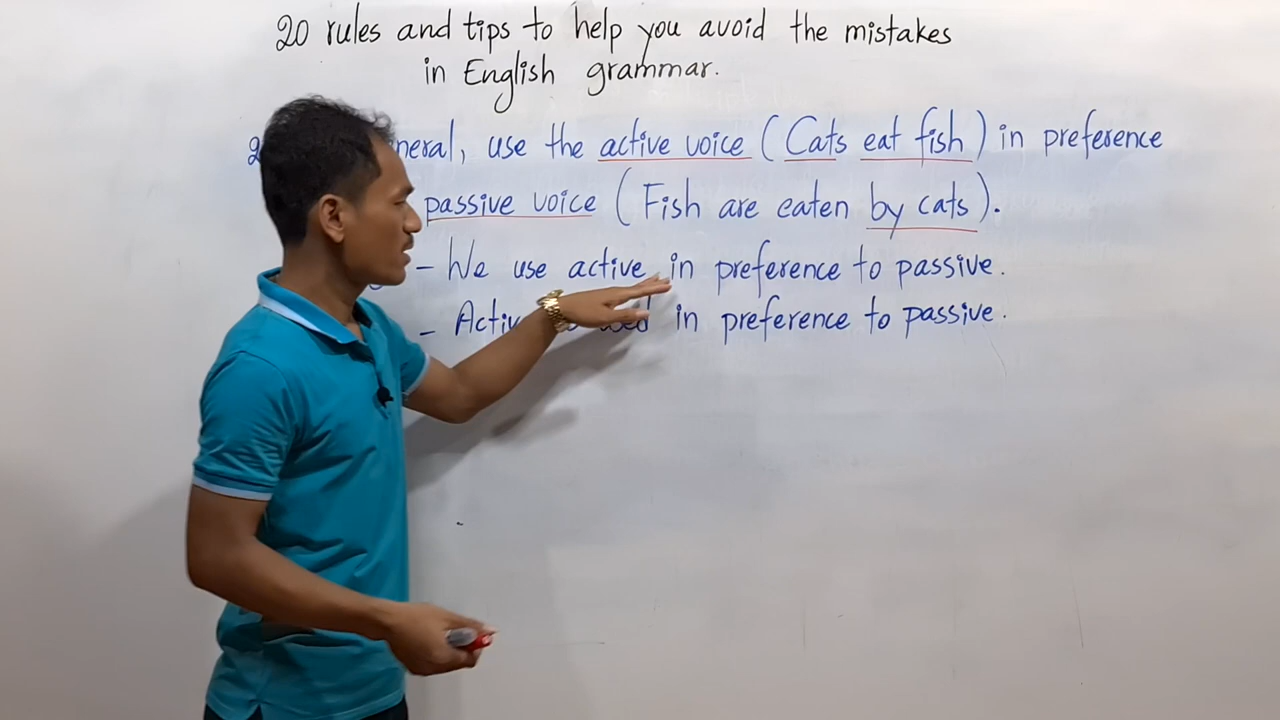 20 rules and tips to help you avoid the mistakes
in English grammar.
use the active voice (Cats eat fish) in preference
passive voice (Fish are eaten by cats).
- We use active in preference to passive.
- in preference to passive.